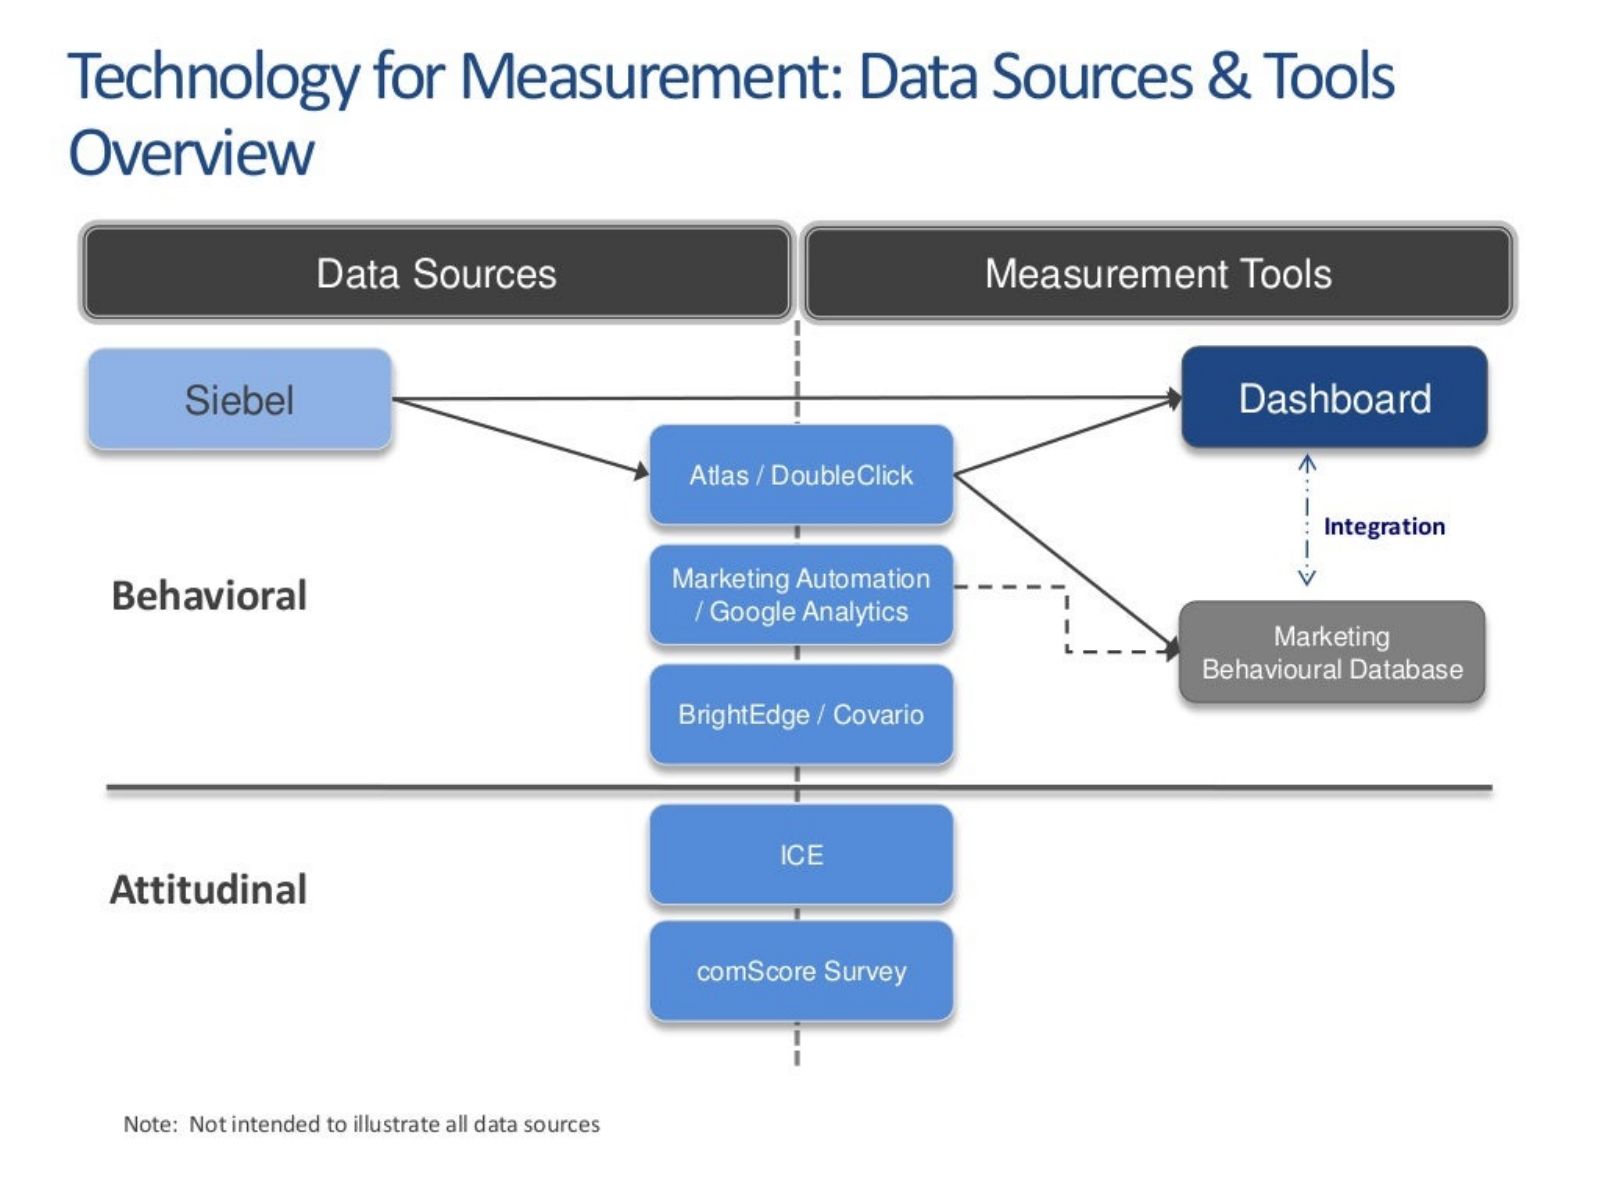 Technology for Measurement: Data Sources & Tools
Overview
Data Sources
Measurement Tools
Siebel
Dashboard
Atlas / DoubleClick
Integration
Marketing Automation
/ Google Analytics
Behavioral
Marketing
Behavioural Database
BrightEdge / Covario
ICE
Attitudinal
comScore Survey
Note: Not intended to illustrate all data sources